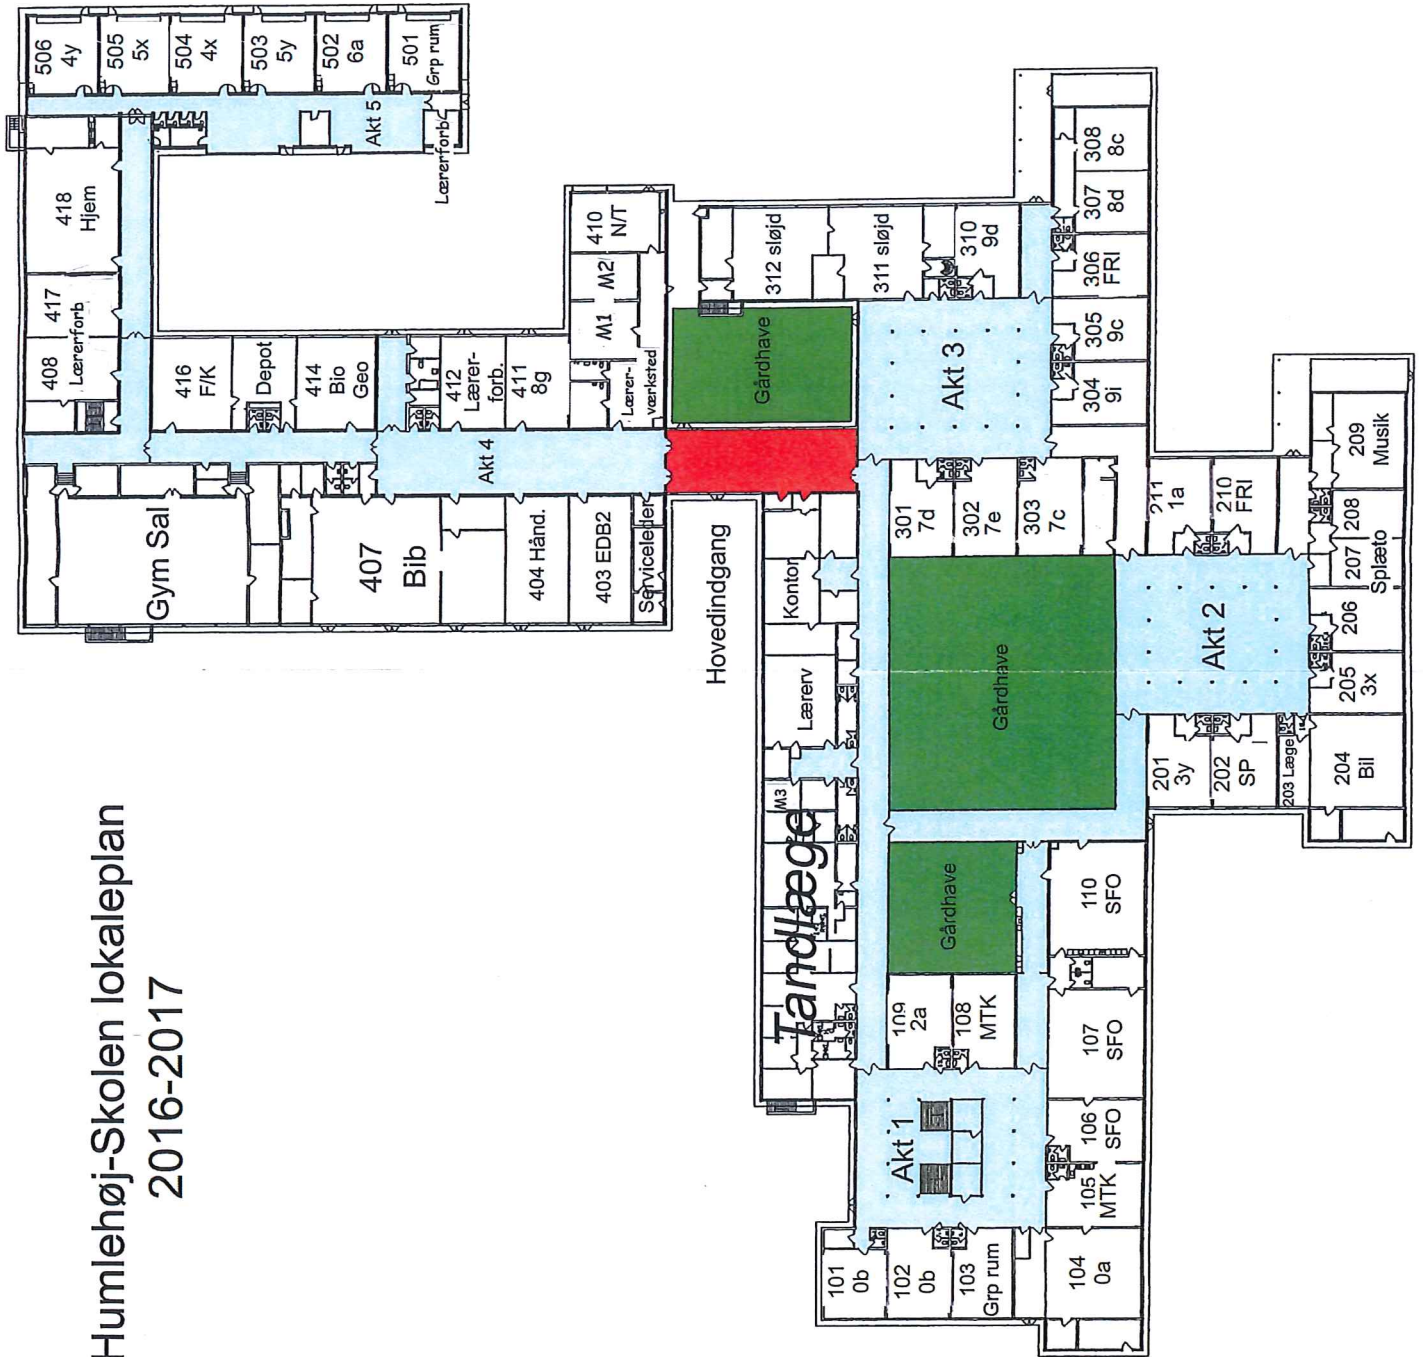 Humlehøj-Skolen lokaleplan
2016-2017
506
4y
505
5x
504
4x
503
5y
502
6a
501
Grp rum
Akt 5
Lærerforb
418
Hjem
417
408
Lærerforb
416
F/K
Depot
414
Bio
Geo
412
Lærer-
forb.
411
8g
410
N/T
M2
M1
Lærer-
værksted
Akt 4
Gym Sal
407
Bib
404 Hånd.
403 EDB2
Serviceleder
Hovedindgang
Kontor
Lærerv
M3
Tandlæge
Gårdhave
312 sløjd
311 sløjd
310
9d
Akt 3
308
8c
307
8d
306
FRI
305
9c
304
9i
301
7d
302
7e
303
7c
Gårdhave
211
1a
210
FRI
209
Musik
208
207
Splæto
206
205
3x
204
Bil
203 Læge
202
SP
201
3y
Akt 2
Gårdhave
110
SFO
109
2a
108
MTK
107
SFO
106
SFO
105
MTK
Akt 1
101
0b
102
0b
103
Grp rum
104
0a